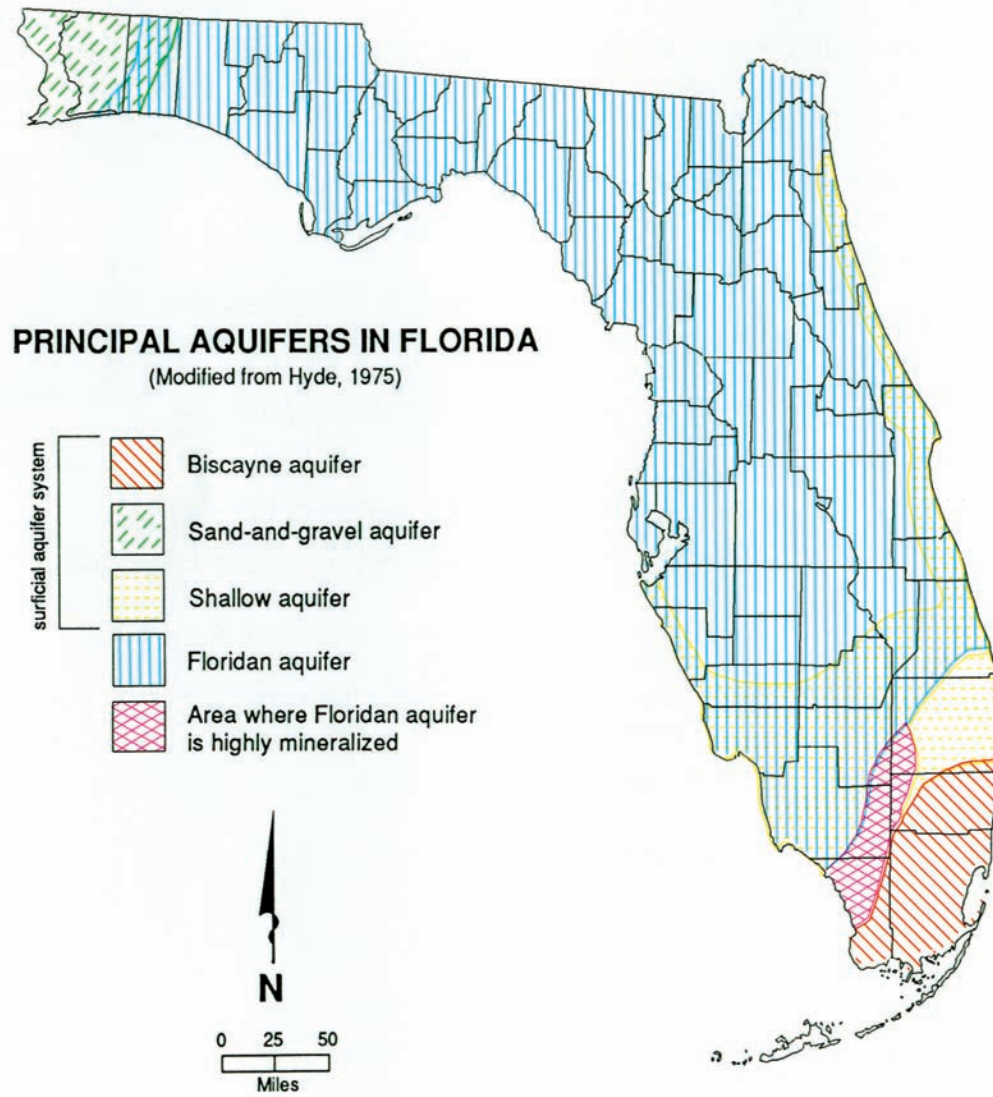 PRINCIPAL AQUIFERS IN FLORIDA
(Modified from Hyde, 1975)
surficial aquifer system
Biscayne aquifer
Sand-and-gravel aquifer
Shallow aquifer
Floridan aquifer
Area where Floridan aquifer
is highly mineralized
N
0 25 50
Miles